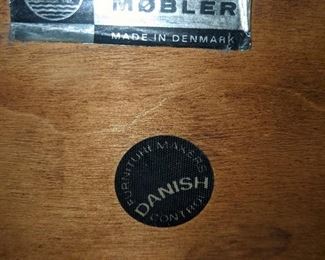 MØBLER
MADE IN DENMARK
FURNITURE MAKERS
DANISH
CONTROL